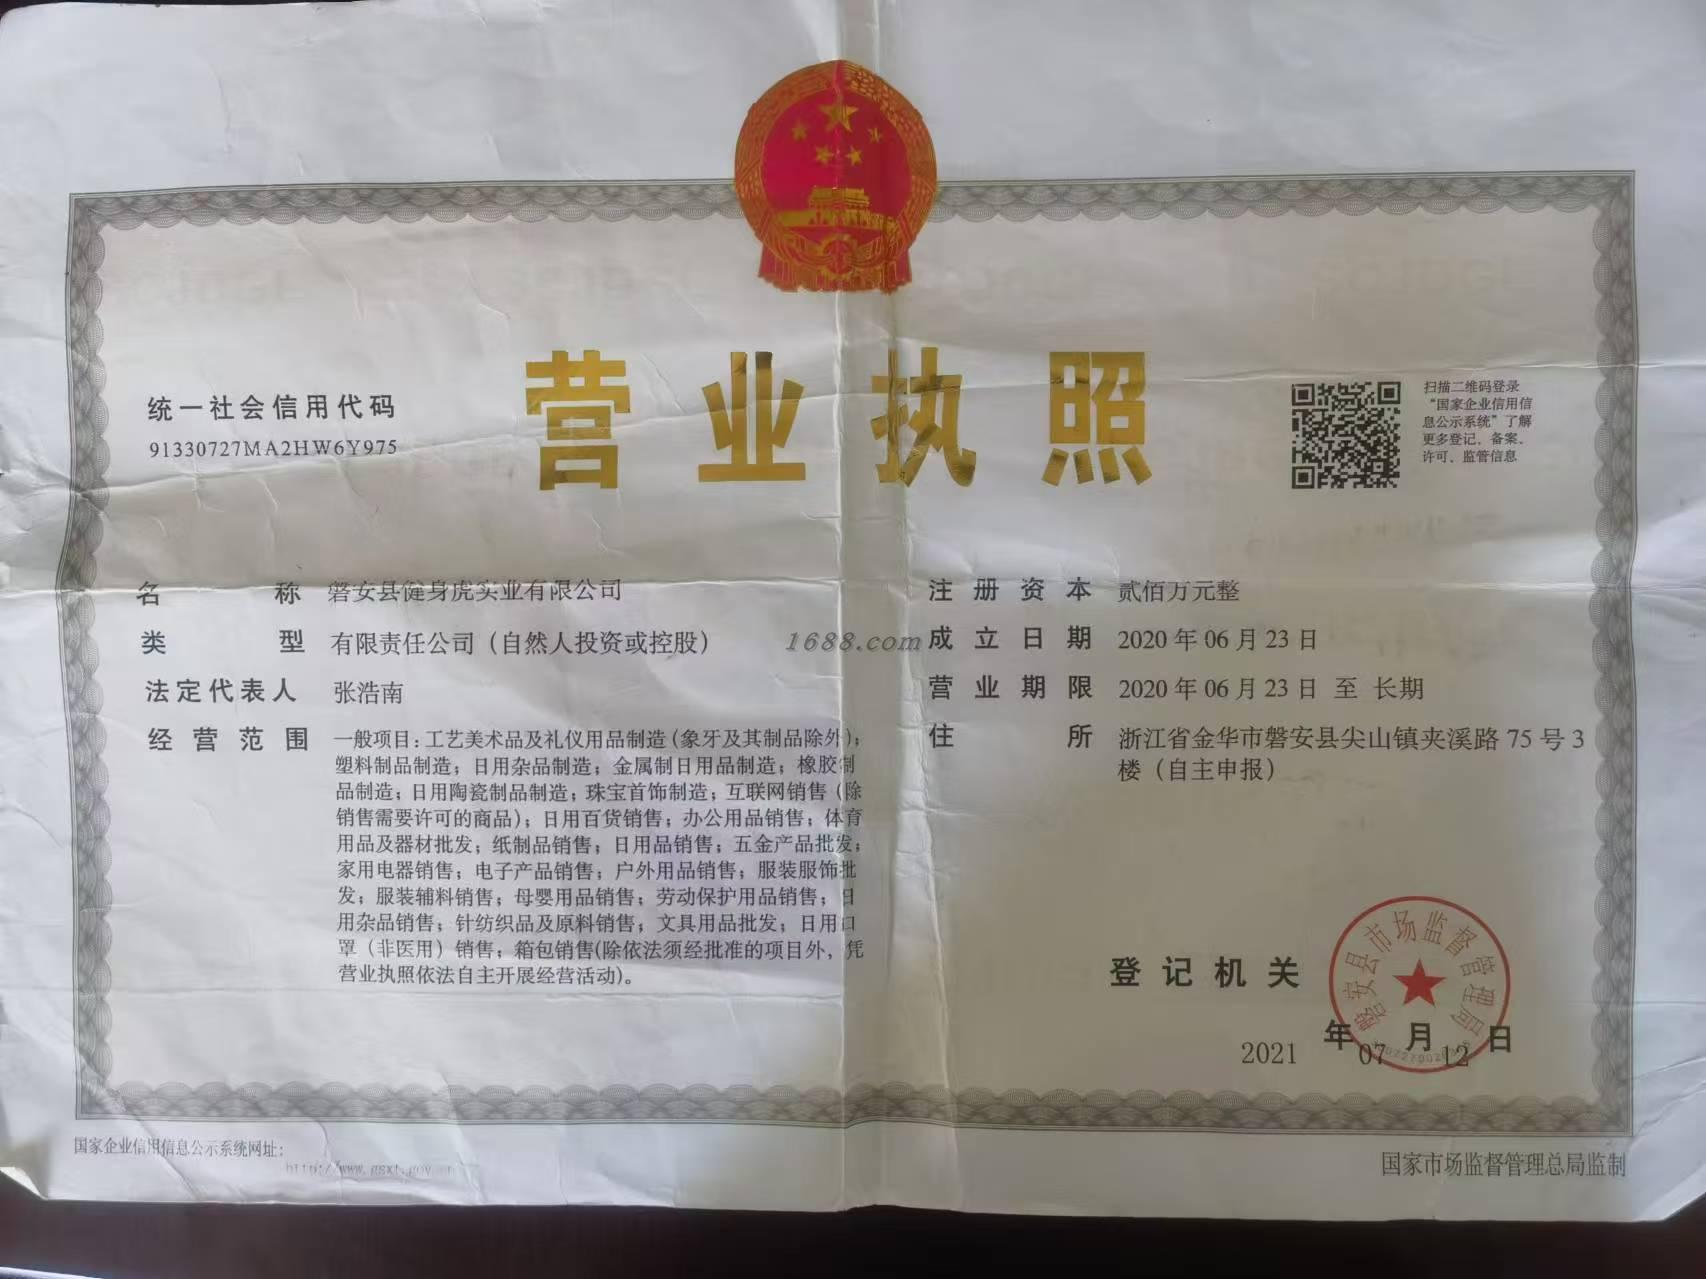 营业执照
统一社会信用代码
91330727MA2HW6Y975
扫描二维码登录
“国家企业信用信
息公示系统”了解
更多登记、备案、
许可、监管信息
名称 磐安县健身虎实业有限公司
类型 有限责任公司（自然人投资或控股）
法定代表人 张浩南
经营范围 一般项目：工艺美术品及礼仪用品制造（象牙及其制品除外）；
塑料制品制造；日用杂品制造；金属制日用品制造；橡胶制
品制造；日用陶瓷制品制造；珠宝首饰制造；互联网销售（除
销售需要许可的商品）；日用百货销售；办公用品销售；体育
用品及器材批发；纸制品销售；日用品销售；五金产品批发；
家用电器销售；电子产品销售；户外用品销售；服装服饰批
发；服装辅料销售；母婴用品销售；劳动保护用品销售；日
用杂品销售；针纺织品及原料销售；文具用品批发；日用口
罩（非医用）销售；箱包销售(除依法须经批准的项目外，凭
营业执照依法自主开展经营活动)。
1688.com
注册资本 贰佰万元整
成立日期 2020年06月23日
营业期限 2020年06月23日 至 长期
住所 浙江省金华市磐安县尖山镇夹溪路75号3
楼（自主申报）
登记机关
磐安县市场监督管理局
2021年07月12日
国家企业信用信息公示系统网址：
http://www.gsxt.gov.cn
国家市场监督管理总局监制